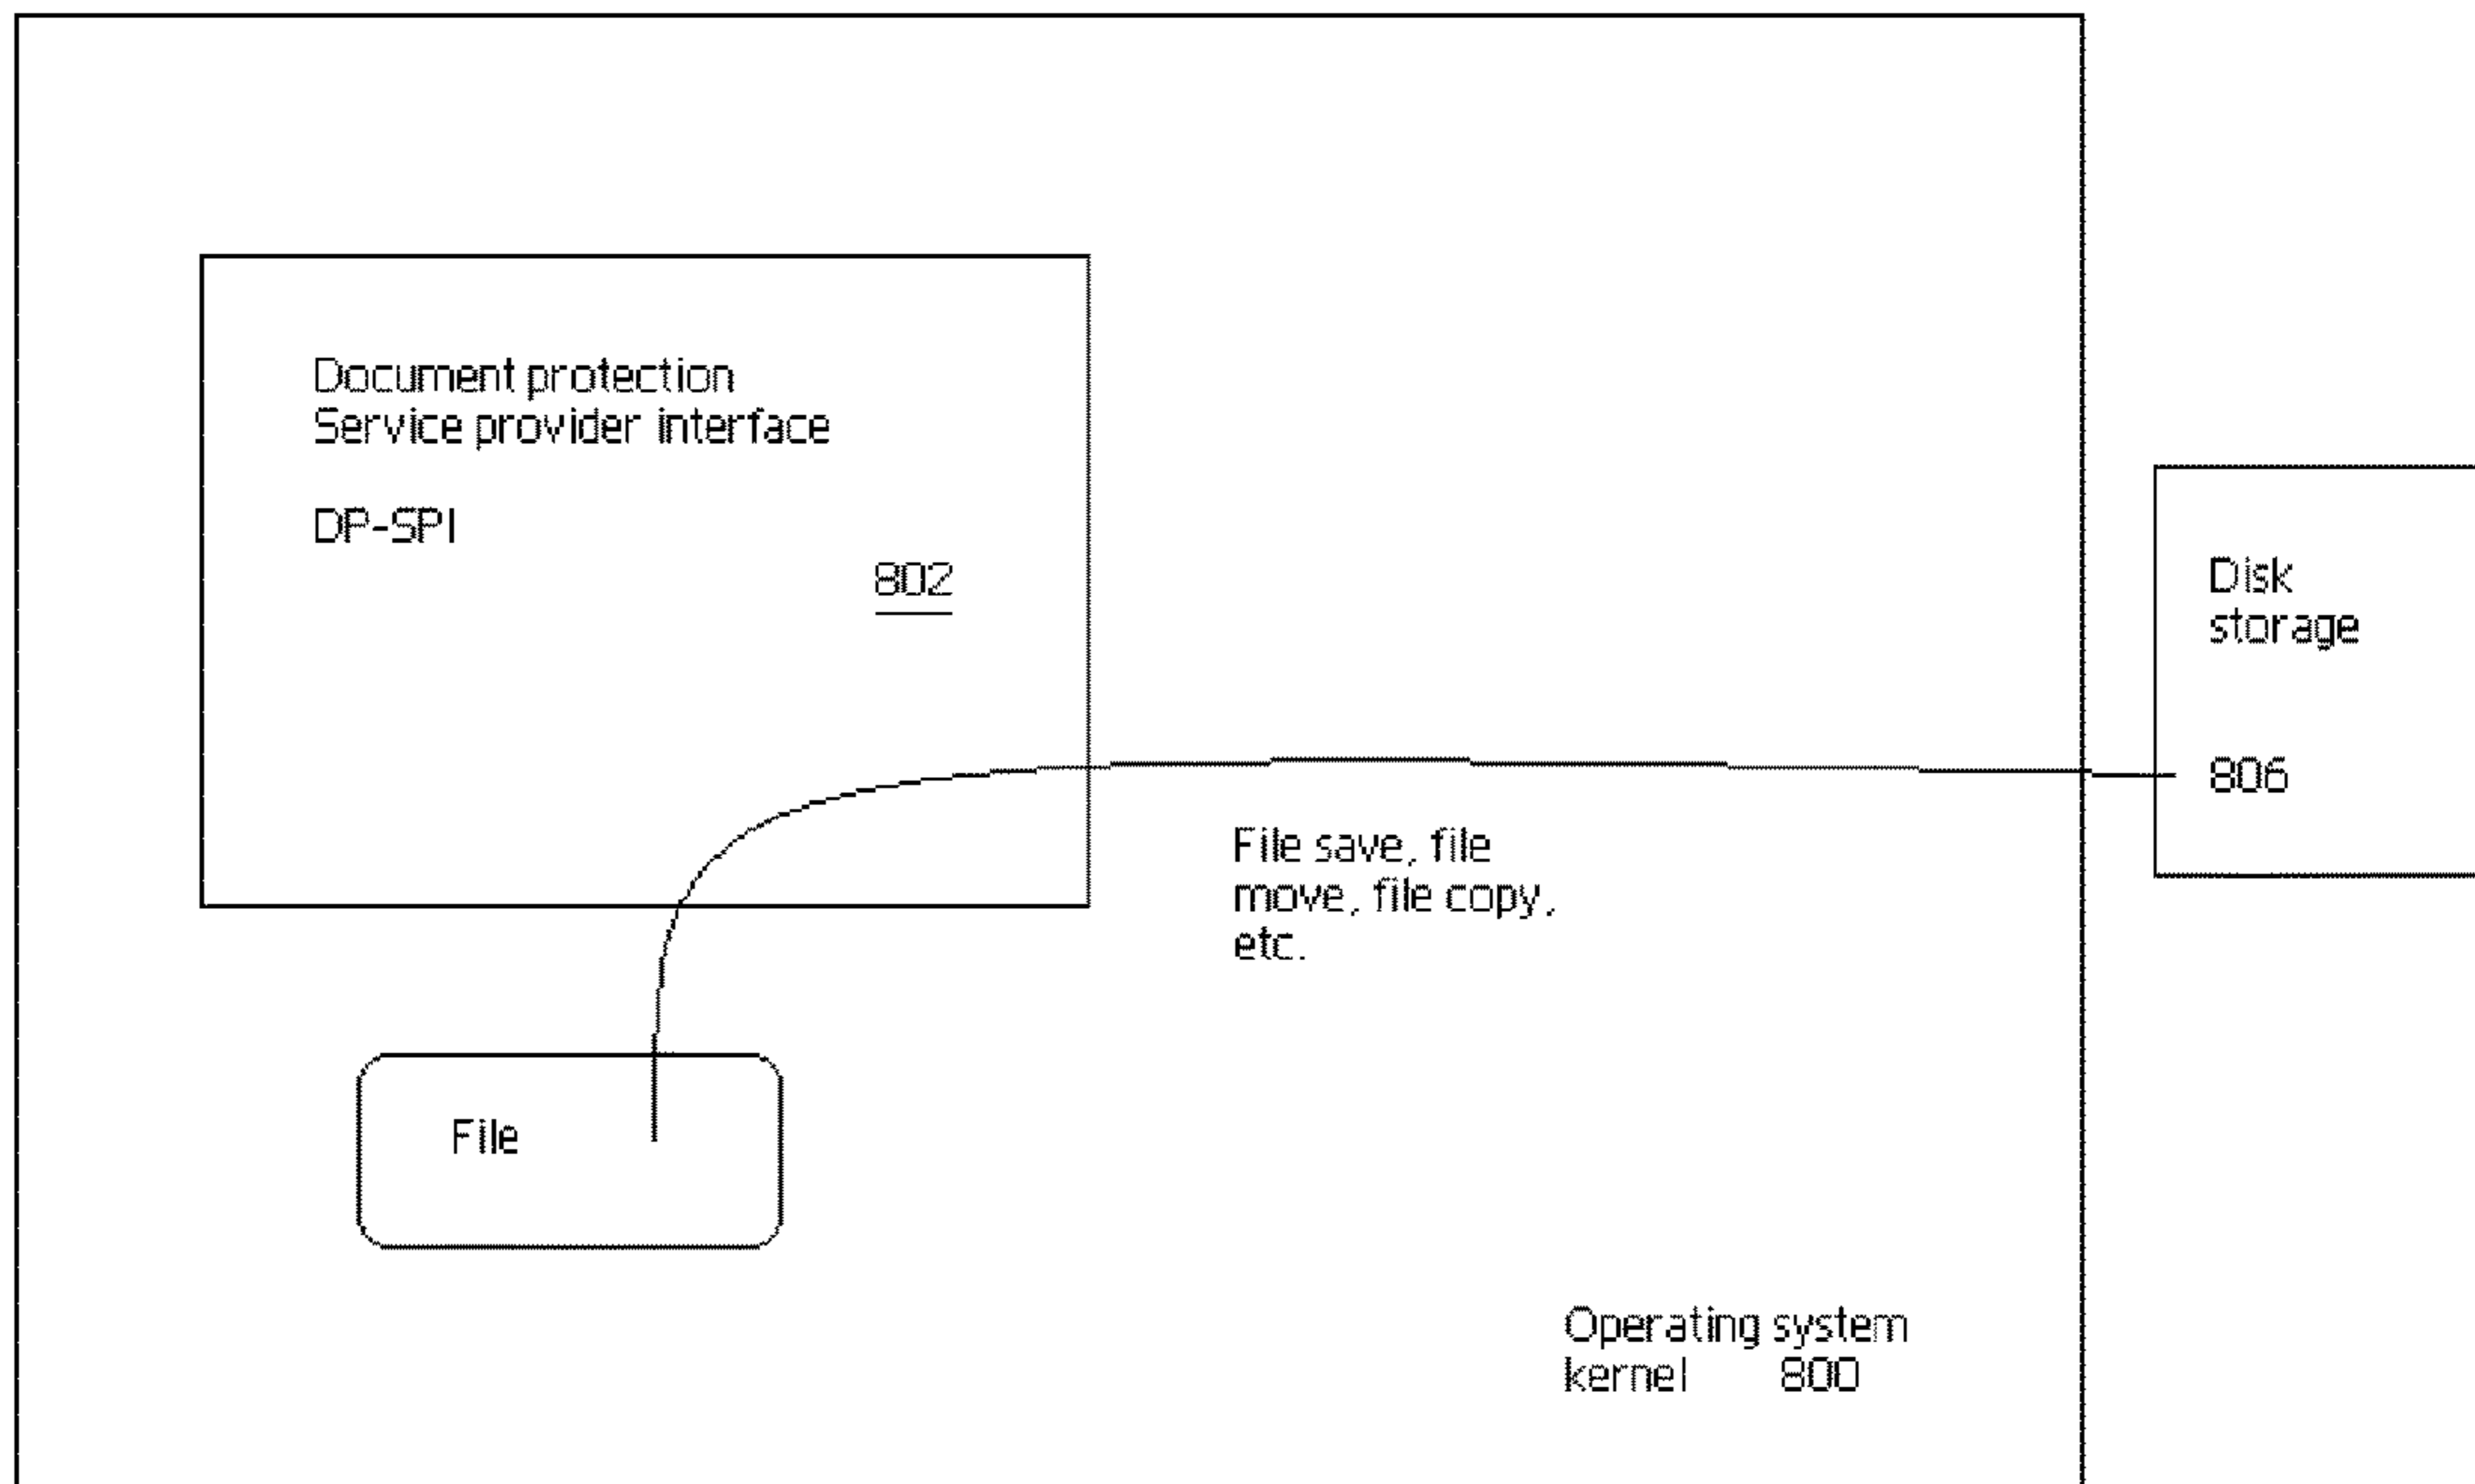 Document protection
Service provider interface
DP-SPI
802
Disk
storage
806
File save, file
move, file copy,
etc.
File
Operating system
kernel 800